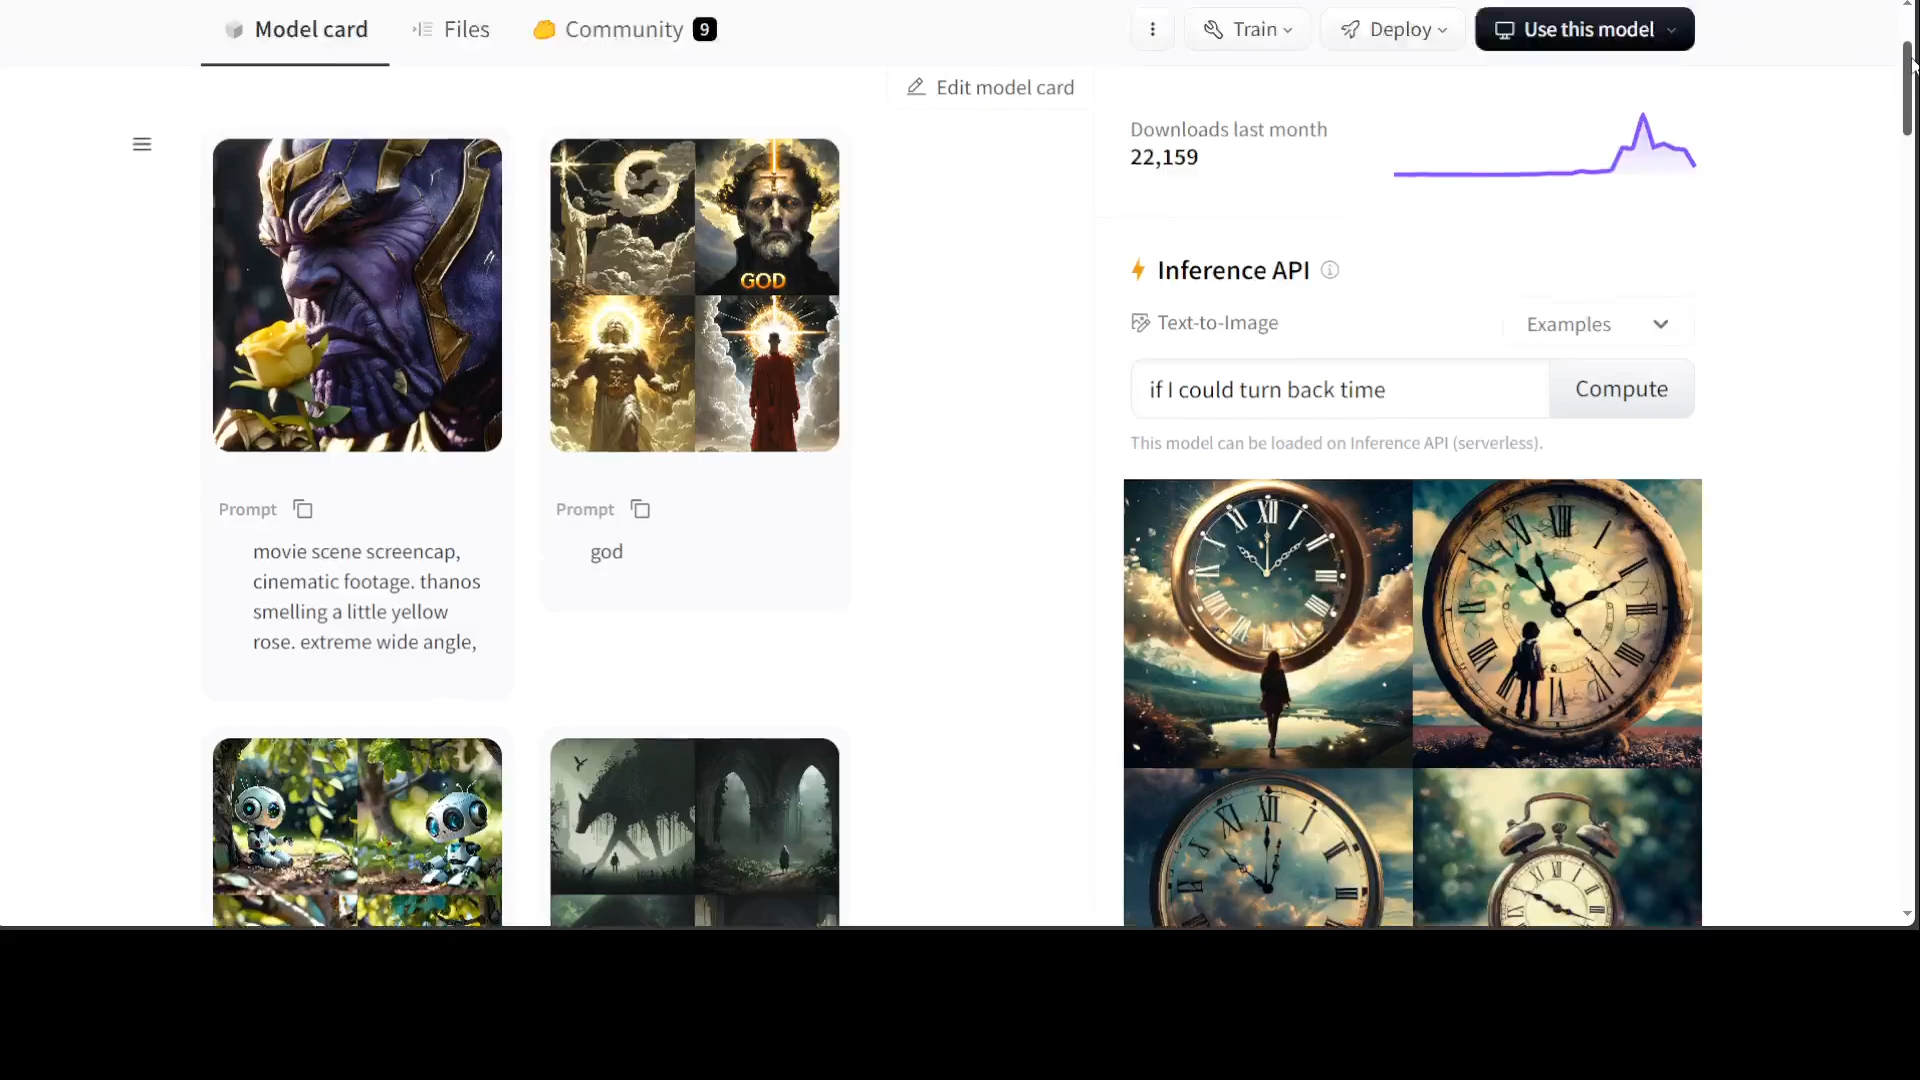 Model card
Files
Community 9
Train
Deploy
Use this model
Edit model card
Downloads last month
22,159
Inference API
Text-to-Image
Examples
if I could turn back time
Compute
This model can be loaded on Inference API (serverless).
GOD
Prompt
movie scene screencap,
cinematic footage. thanos
smelling a little yellow
rose. extreme wide angle,
Prompt
god